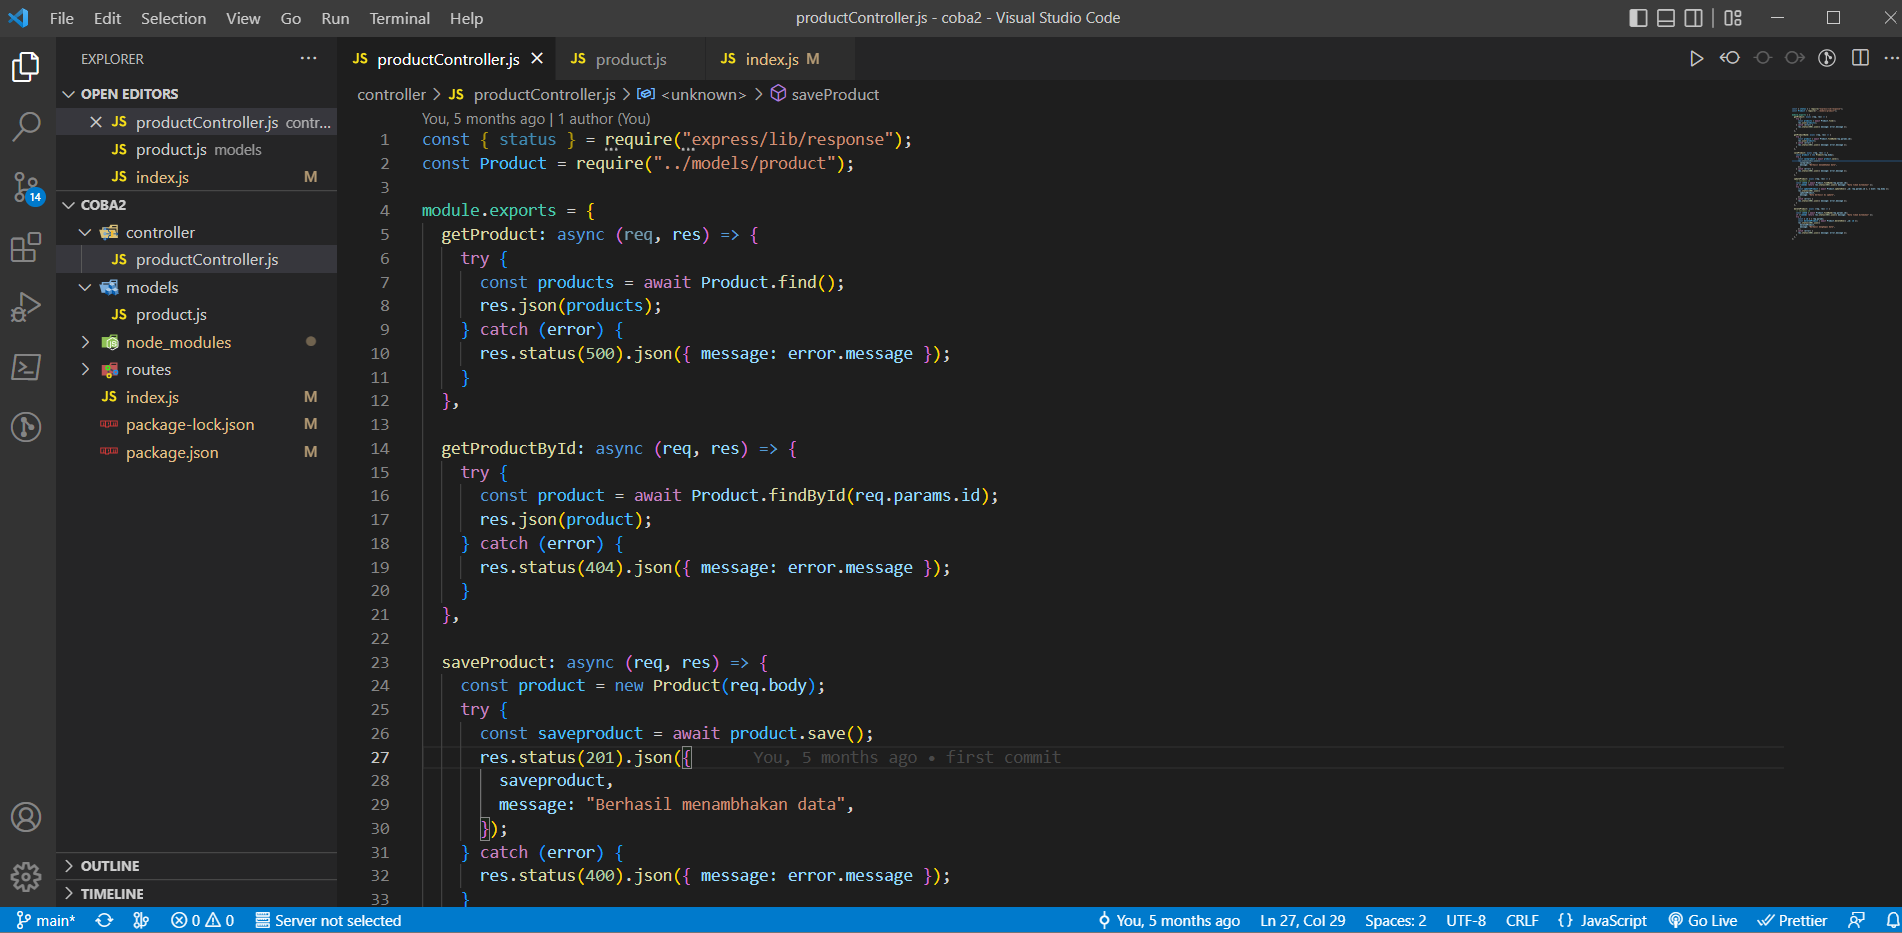 File Edit Selection View Go Run Terminal Help
productController.js - coba2 - Visual Studio Code
EXPLORER
OPEN EDITORS
JS productController.js contr...
JS product.js models
JS index.js M
COBA2
controller
JS productController.js
models
JS product.js
node_modules
routes
JS index.js M
package-lock.json M
package.json M
OUTLINE
TIMELINE
14
JS productController.js
JS product.js
JS index.js M
controller > JS productController.js > <unknown> > saveProduct
You, 5 months ago | 1 author (You)
1 const { status } = require("express/lib/response");
2 const Product = require("../models/product");
3
4 module.exports = {
5 getProduct: async (req, res) => {
6 try {
7 const products = await Product.find();
8 res.json(products);
9 } catch (error) {
10 res.status(500).json({ message: error.message });
11 }
12 },
13
14 getProductById: async (req, res) => {
15 try {
16 const product = await Product.findById(req.params.id);
17 res.json(product);
18 } catch (error) {
19 res.status(404).json({ message: error.message });
20 }
21 },
22
23 saveProduct: async (req, res) => {
24 const product = new Product(req.body);
25 try {
26 const saveproduct = await product.save();
27 res.status(201).json({ You, 5 months ago • first commit
28 saveproduct,
29 message: "Berhasil menambhakan data",
30 });
31 } catch (error) {
32 res.status(400).json({ message: error.message });
33 }
main* 0 0 Server not selected
You, 5 months ago Ln 27, Col 29 Spaces: 2 UTF-8 CRLF {} JavaScript Go Live Prettier